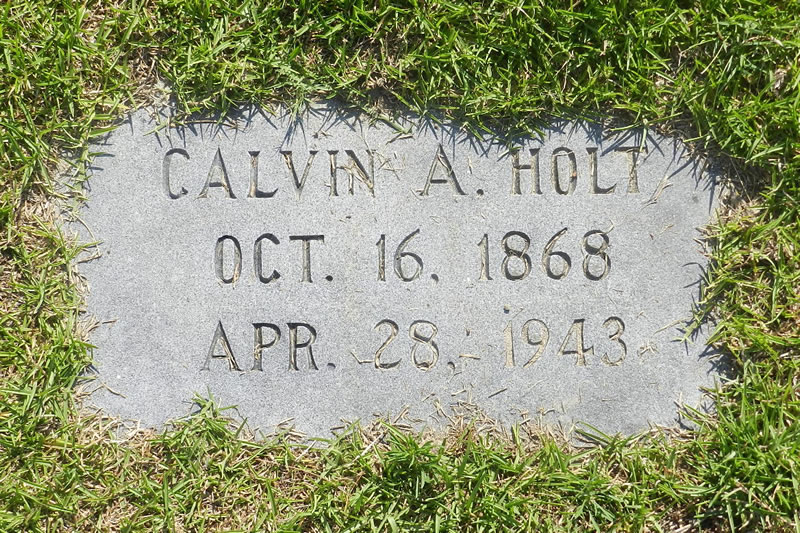 CALVIN A. HOLT
OCT. 16, 1868
APR. 28, 1943